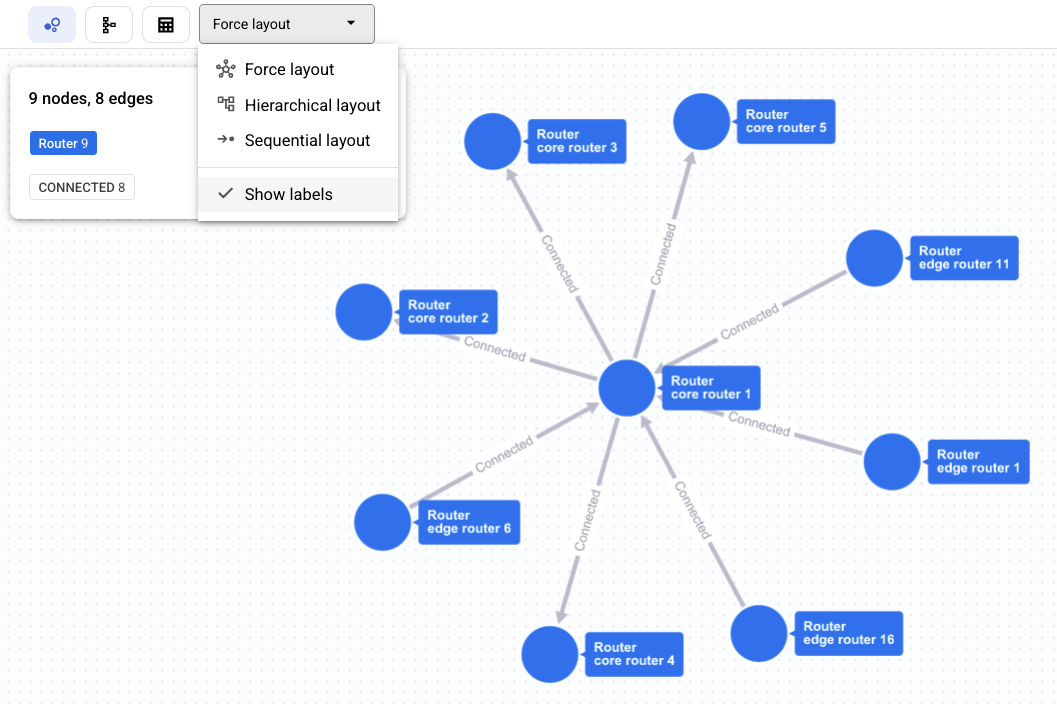 Force layout
Force layout
Hierarchical layout
Sequential layout
Show labels
9 nodes, 8 edges
Router 9
CONNECTED 8
Router
core router 3
Router
core router 5
Router
edge router 11
Router
core router 2
Router
core router 1
Router
edge router 1
Router
edge router 6
Router
edge router 16
Router
core router 4
Connected
Connected
Connected
Connected
Connected
Connected
Connected
Connected